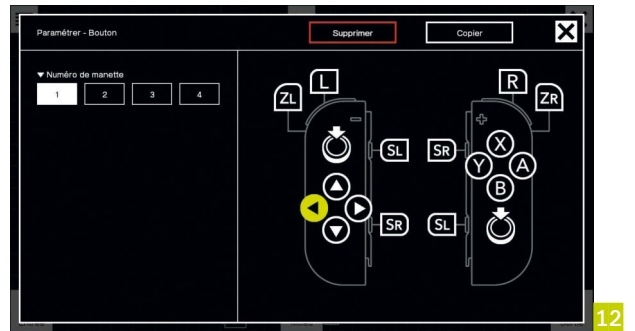 Paramétrer - Bouton
Supprimer
Copier
▼ Numéro de manette
1 2 3 4
L R
ZL ZR
SL SR
X
Y A
B
SR SL
12